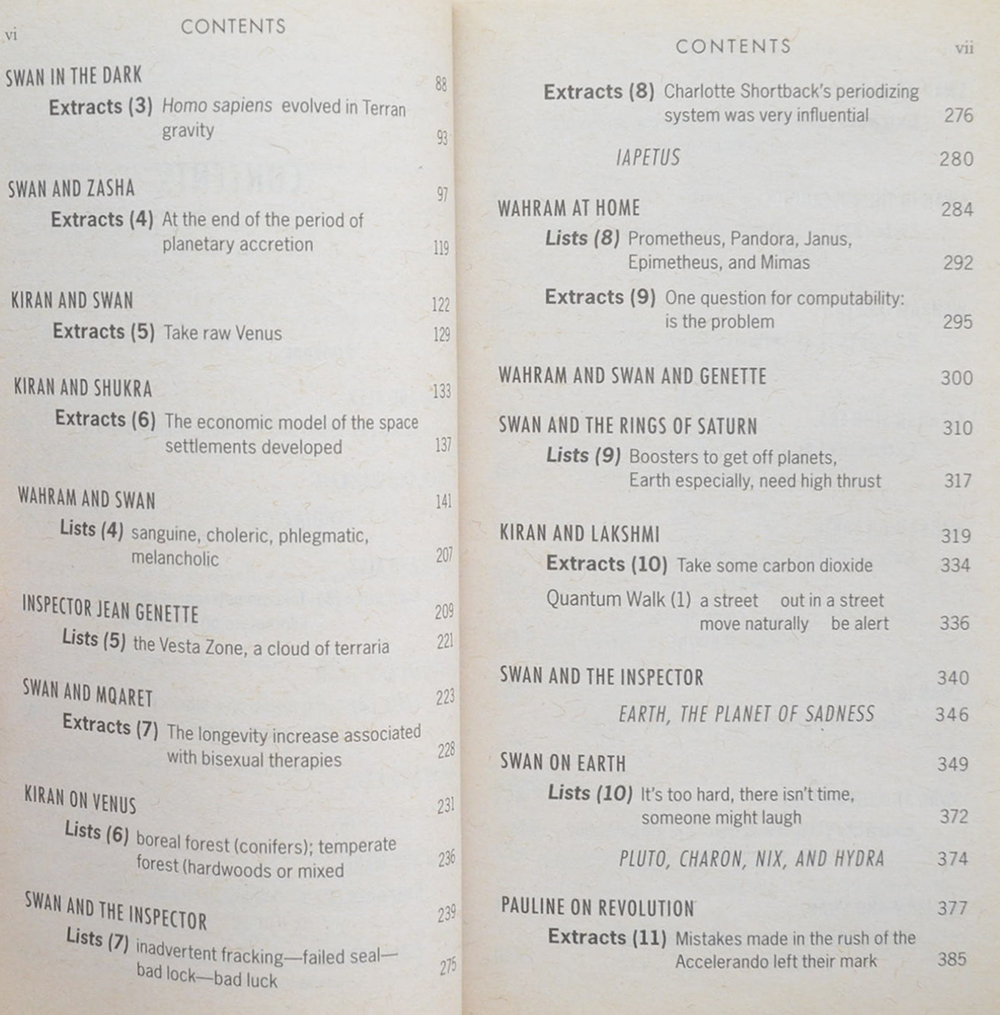 vi
CONTENTS
SWAN IN THE DARK 88
Extracts (3) Homo sapiens evolved in Terran
gravity 93
SWAN AND ZASHA 97
Extracts (4) At the end of the period of
planetary accretion 119
KIRAN AND SWAN 122
Extracts (5) Take raw Venus 129
KIRAN AND SHUKRA 133
Extracts (6) The economic model of the space
settlements developed 137
WAHRAM AND SWAN 141
Lists (4) sanguine, choleric, phlegmatic,
melancholic 207
INSPECTOR JEAN GENETTE 209
Lists (5) the Vesta Zone, a cloud of terraria 221
SWAN AND MQARET 223
Extracts (7) The longevity increase associated
with bisexual therapies 228
KIRAN ON VENUS 231
Lists (6) boreal forest (conifers); temperate
forest (hardwoods or mixed 236
SWAN AND THE INSPECTOR 239
Lists (7) inadvertent fracking—failed seal—
bad lock—bad luck 275
CONTENTS vii
Extracts (8) Charlotte Shortback's periodizing
system was very influential 276
IAPETUS 280
WAHRAM AT HOME 284
Lists (8) Prometheus, Pandora, Janus,
Epimetheus, and Mimas 292
Extracts (9) One question for computability:
is the problem 295
WAHRAM AND SWAN AND GENETTE 300
SWAN AND THE RINGS OF SATURN 310
Lists (9) Boosters to get off planets,
Earth especially, need high thrust 317
KIRAN AND LAKSHMI 319
Extracts (10) Take some carbon dioxide 334
Quantum Walk (1) a street out in a street
move naturally be alert 336
SWAN AND THE INSPECTOR 340
EARTH, THE PLANET OF SADNESS 346
SWAN ON EARTH 349
Lists (10) It's too hard, there isn't time,
someone might laugh 372
PLUTO, CHARON, NIX, AND HYDRA 374
PAULINE ON REVOLUTION 377
Extracts (11) Mistakes made in the rush of the
Accelerando left their mark 385